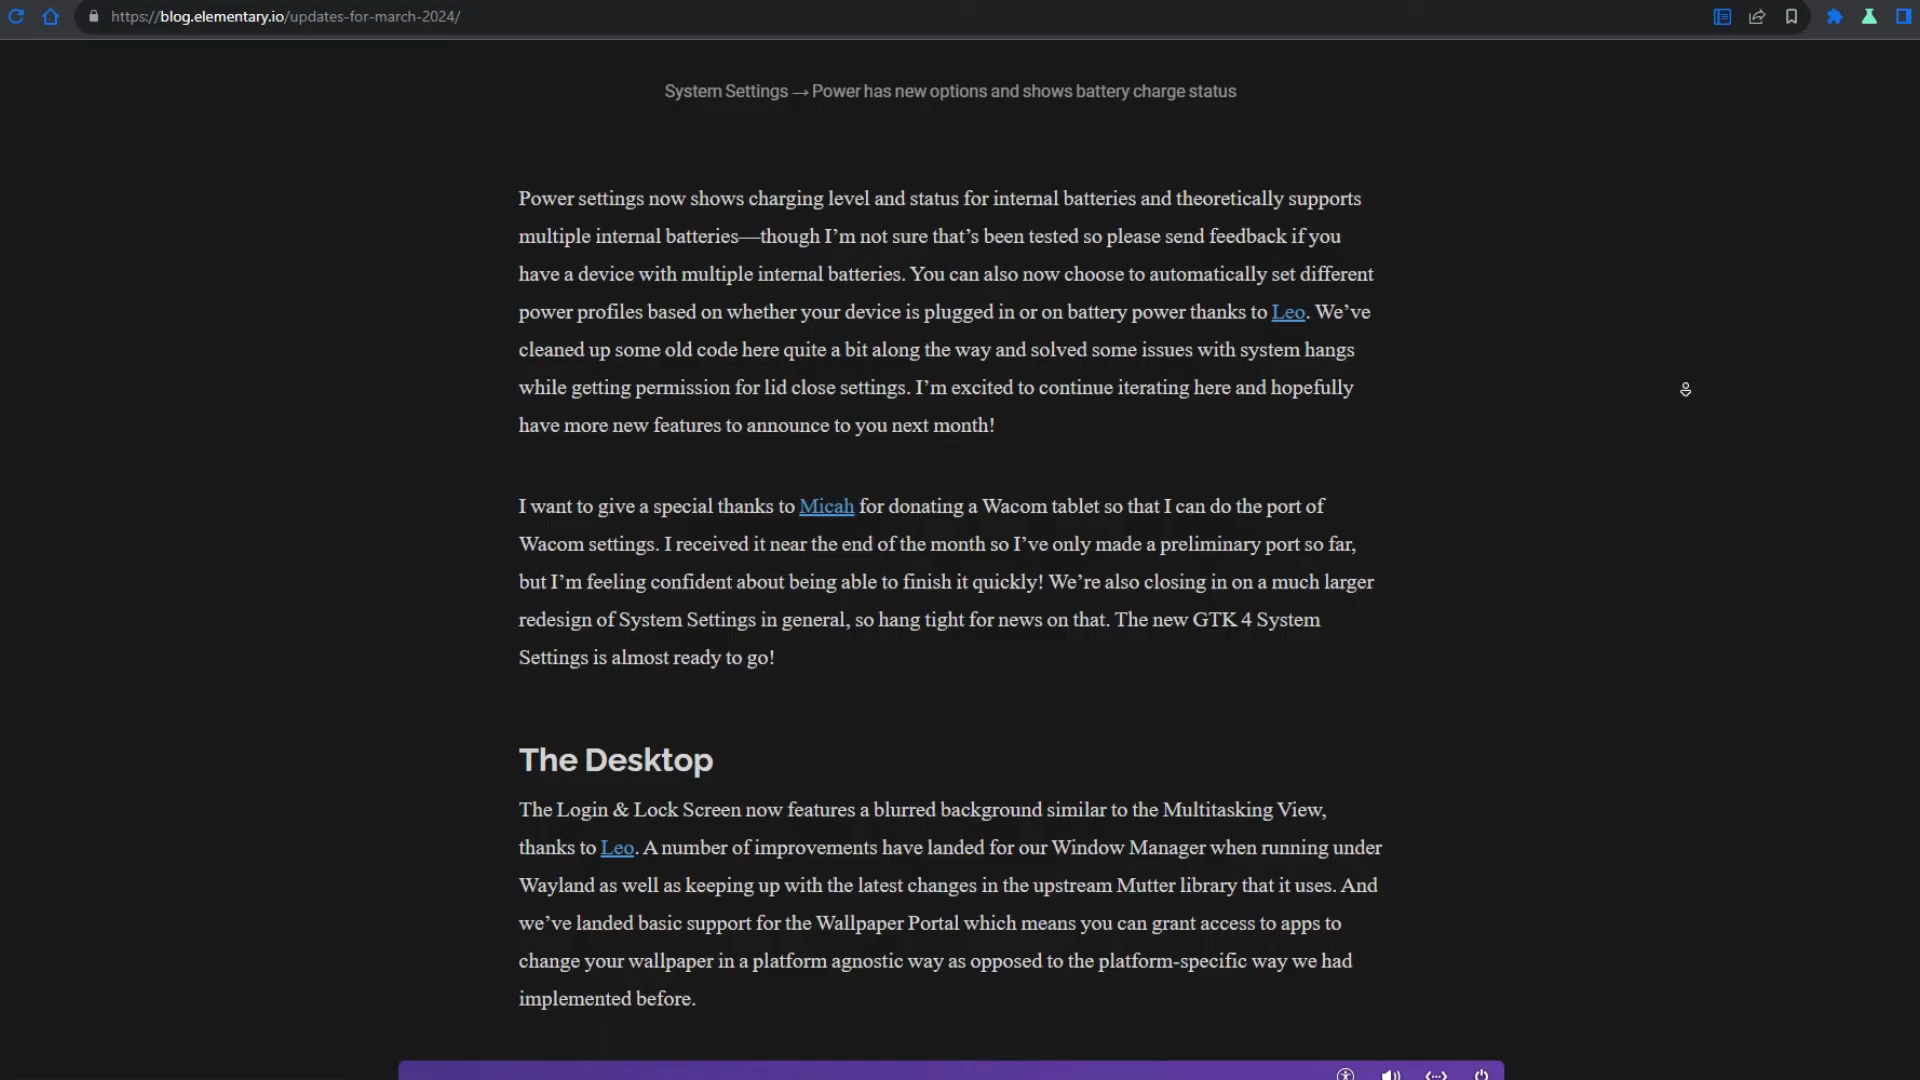 https://blog.elementary.io/updates-for-march-2024/
System Settings → Power has new options and shows battery charge status
Power settings now shows charging level and status for internal batteries and theoretically supports
multiple internal batteries—though I’m not sure that’s been tested so please send feedback if you
have a device with multiple internal batteries. You can also now choose to automatically set different
power profiles based on whether your device is plugged in or on battery power thanks to Leo. We’ve
cleaned up some old code here quite a bit along the way and solved some issues with system hangs
while getting permission for lid close settings. I’m excited to continue iterating here and hopefully
have more new features to announce to you next month!
I want to give a special thanks to Micah for donating a Wacom tablet so that I can do the port of
Wacom settings. I received it near the end of the month so I’ve only made a preliminary port so far,
but I’m feeling confident about being able to finish it quickly! We’re also closing in on a much larger
redesign of System Settings in general, so hang tight for news on that. The new GTK 4 System
Settings is almost ready to go!
The Desktop
The Login & Lock Screen now features a blurred background similar to the Multitasking View,
thanks to Leo. A number of improvements have landed for our Window Manager when running under
Wayland as well as keeping up with the latest changes in the upstream Mutter library that it uses. And
we’ve landed basic support for the Wallpaper Portal which means you can grant access to apps to
change your wallpaper in a platform agnostic way as opposed to the platform-specific way we had
implemented before.